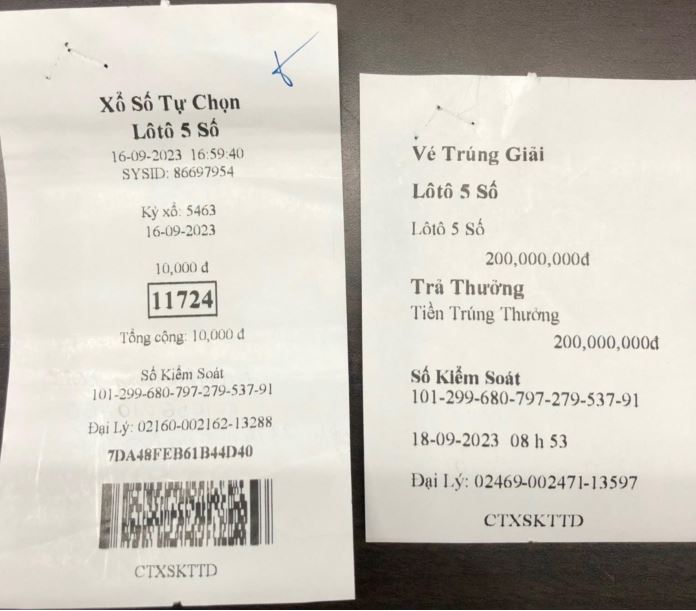 Xổ Số Tự Chọn
Lôtô 5 Số
16-09-2023 16:59:40
SYSID: 86697954
Kỳ xổ: 5463
16-09-2023
10,000 đ
11724
Tổng cộng: 10,000 đ
Số Kiểm Soát
101-299-680-797-279-537-91
Đại Lý: 02160-002162-13288
7DA48FEB61B44D40
CTXSKTTD
Vé Trúng Giải
Lôtô 5 Số
Lôtô 5 Số
200,000,000đ
Trả Thưởng
Tiền Trúng Thưởng
200,000,000đ
Số Kiểm Soát
101-299-680-797-279-537-91
18-09-2023 08 h 53
Đại Lý: 02469-002471-13597
CTXSKTTD